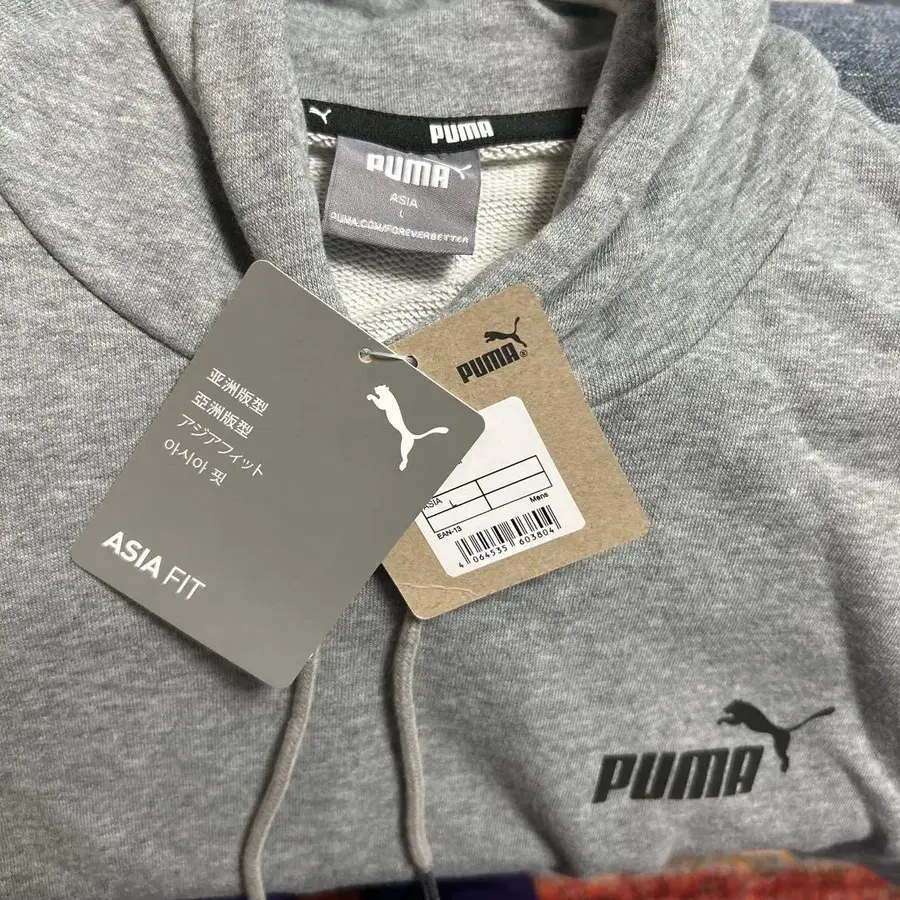 PUMA
PUMA
ASIA
L
PUMA.COM/FOREVERBETTER
亚洲版型
亞洲版型
アジアフィット
아시아 핏
ASIA FIT
PUMA®
ASIA L Mens
EAN-13
4 064535 603804
PUMA